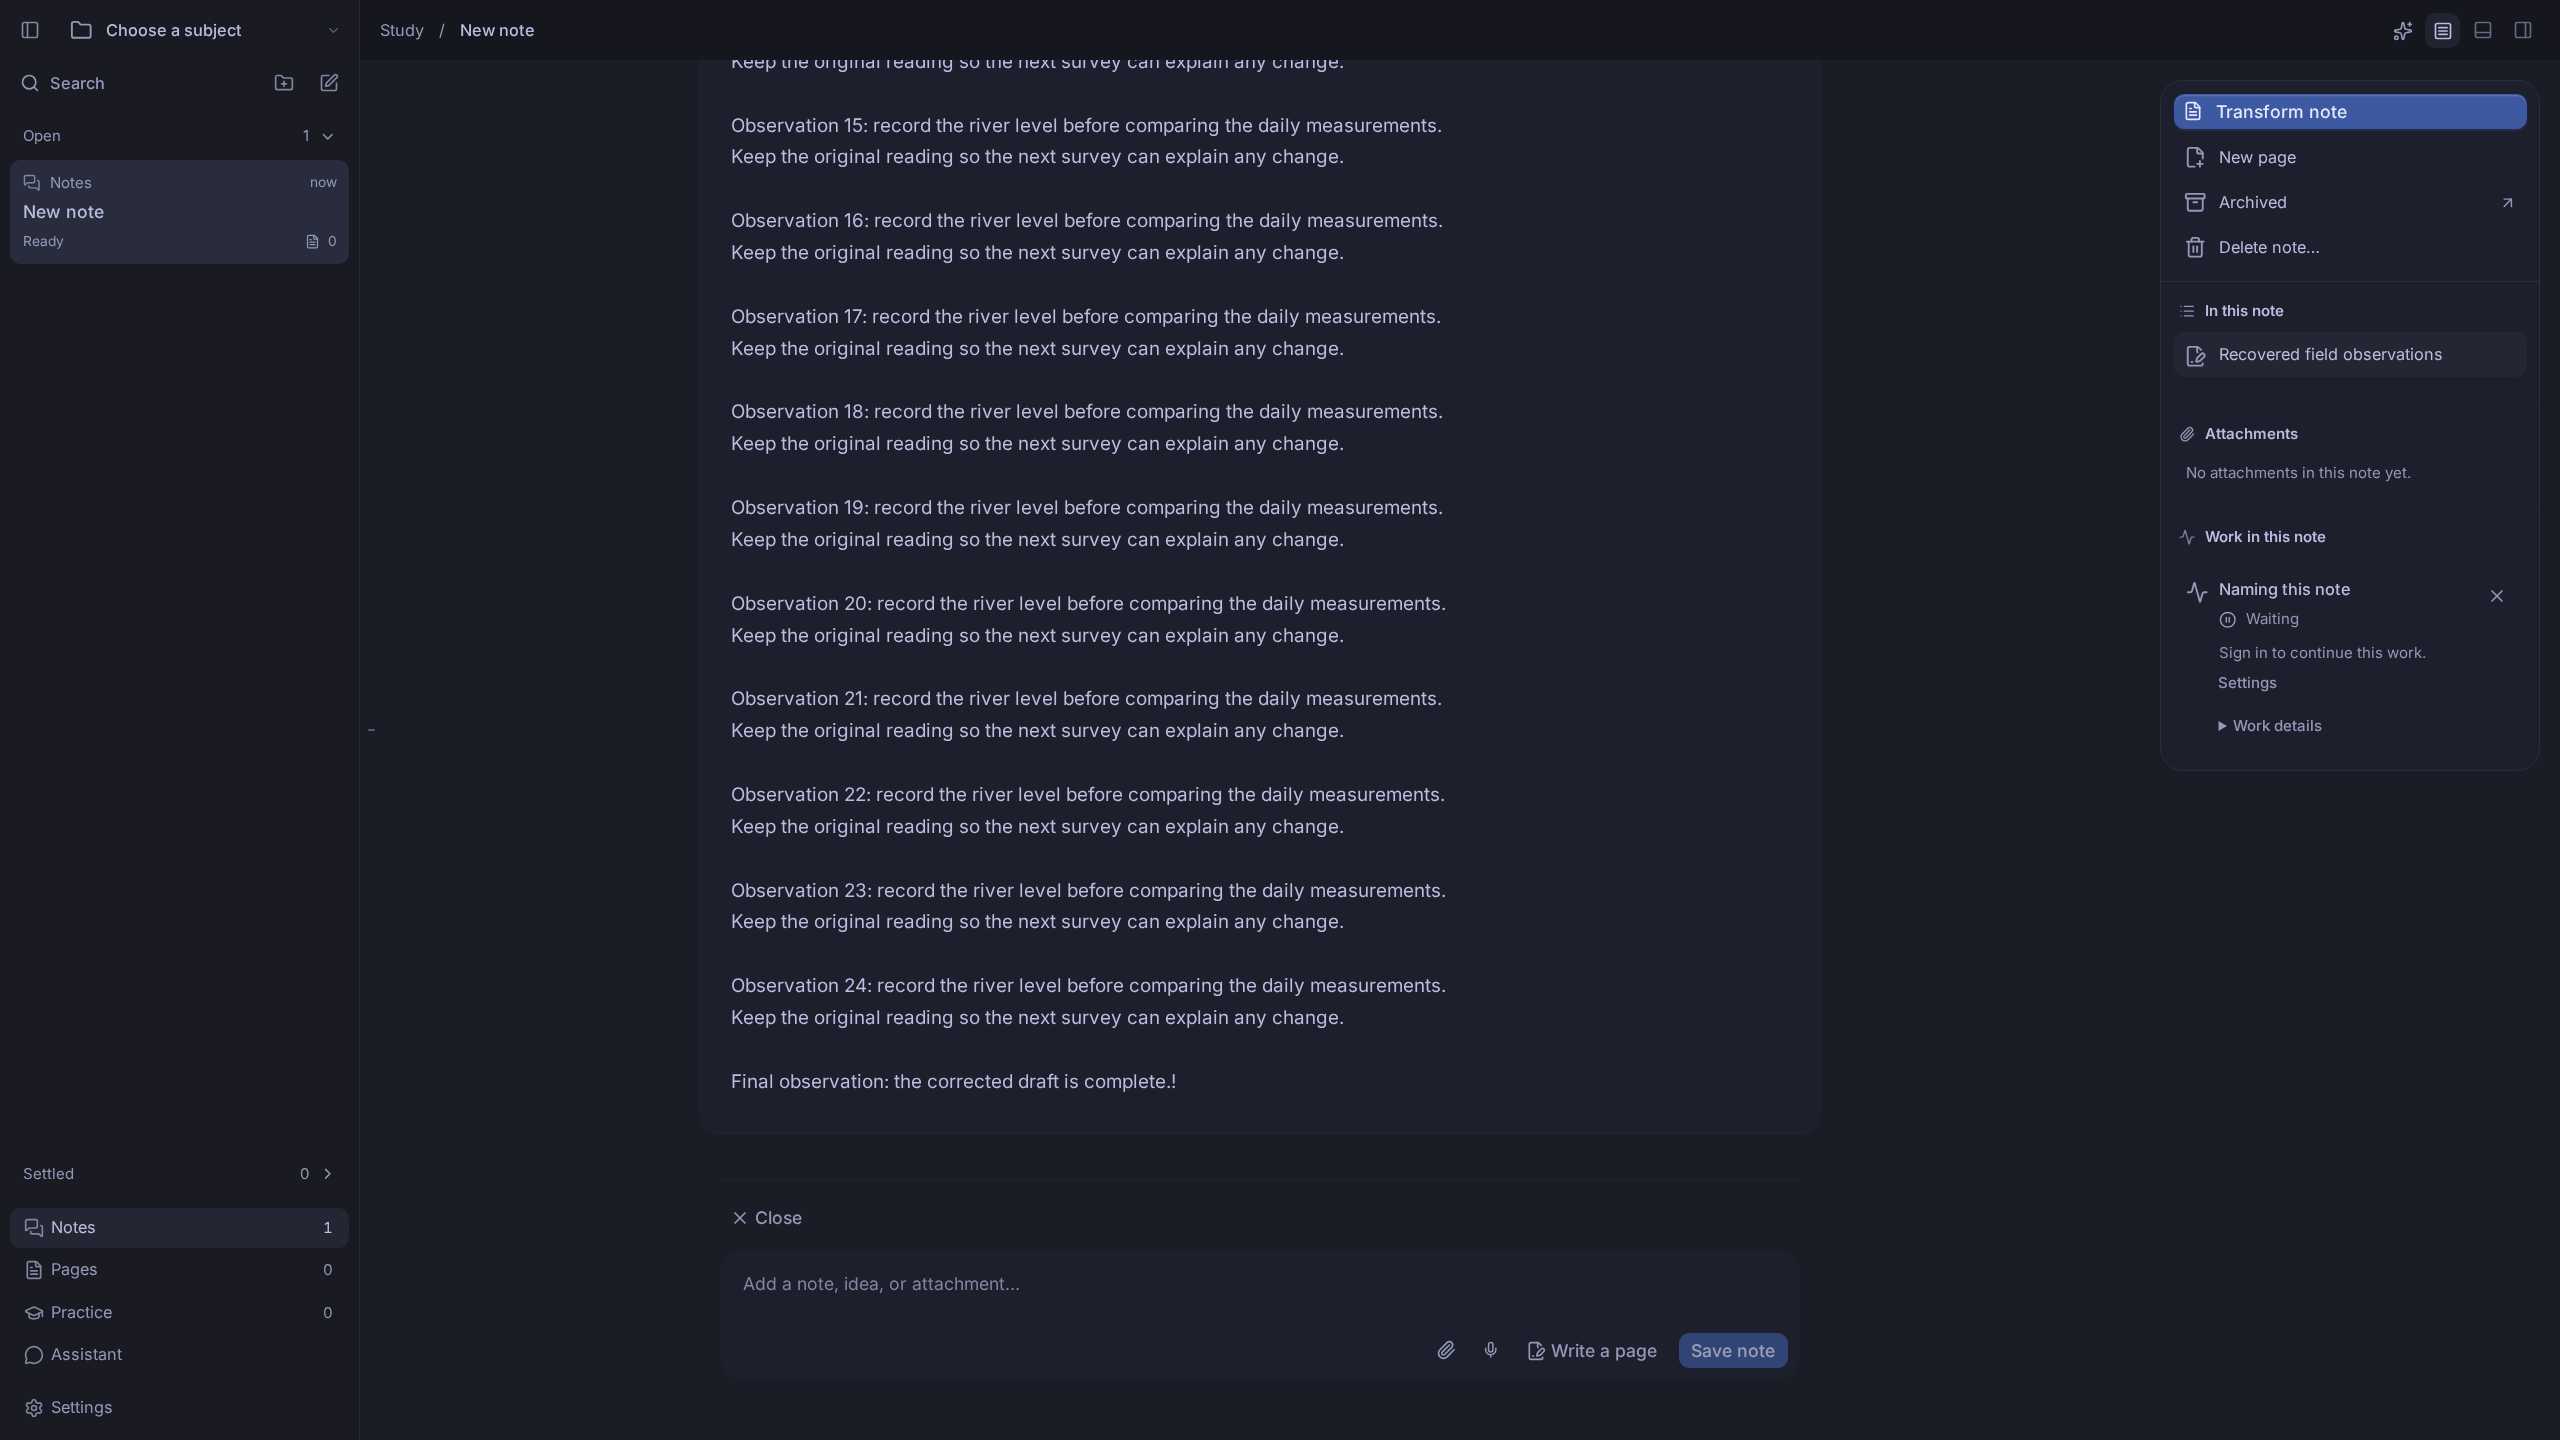 Choose a subject
Search
Open 1
Notes now
New note
Ready 0
Settled 0
Notes 1
Pages 0
Practice 0
Assistant
Settings
Study / New note
Keep the original reading so the next survey can explain any change.
Observation 15: record the river level before comparing the daily measurements.
Keep the original reading so the next survey can explain any change.
Observation 16: record the river level before comparing the daily measurements.
Keep the original reading so the next survey can explain any change.
Observation 17: record the river level before comparing the daily measurements.
Keep the original reading so the next survey can explain any change.
Observation 18: record the river level before comparing the daily measurements.
Keep the original reading so the next survey can explain any change.
Observation 19: record the river level before comparing the daily measurements.
Keep the original reading so the next survey can explain any change.
Observation 20: record the river level before comparing the daily measurements.
Keep the original reading so the next survey can explain any change.
Observation 21: record the river level before comparing the daily measurements.
Keep the original reading so the next survey can explain any change.
Observation 22: record the river level before comparing the daily measurements.
Keep the original reading so the next survey can explain any change.
Observation 23: record the river level before comparing the daily measurements.
Keep the original reading so the next survey can explain any change.
Observation 24: record the river level before comparing the daily measurements.
Keep the original reading so the next survey can explain any change.
Final observation: the corrected draft is complete.!
Close
Add a note, idea, or attachment...
Write a page
Save note
Transform note
New page
Archived
Delete note...
In this note
Recovered field observations
Attachments
No attachments in this note yet.
Work in this note
Naming this note
Waiting
Sign in to continue this work.
Settings
Work details